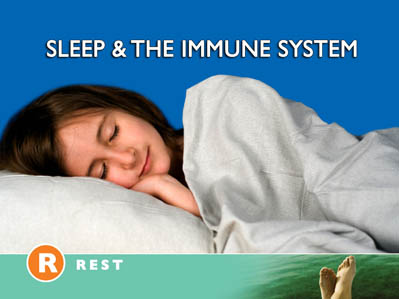 SLEEP & THE IMMUNE SYSTEM
R REST